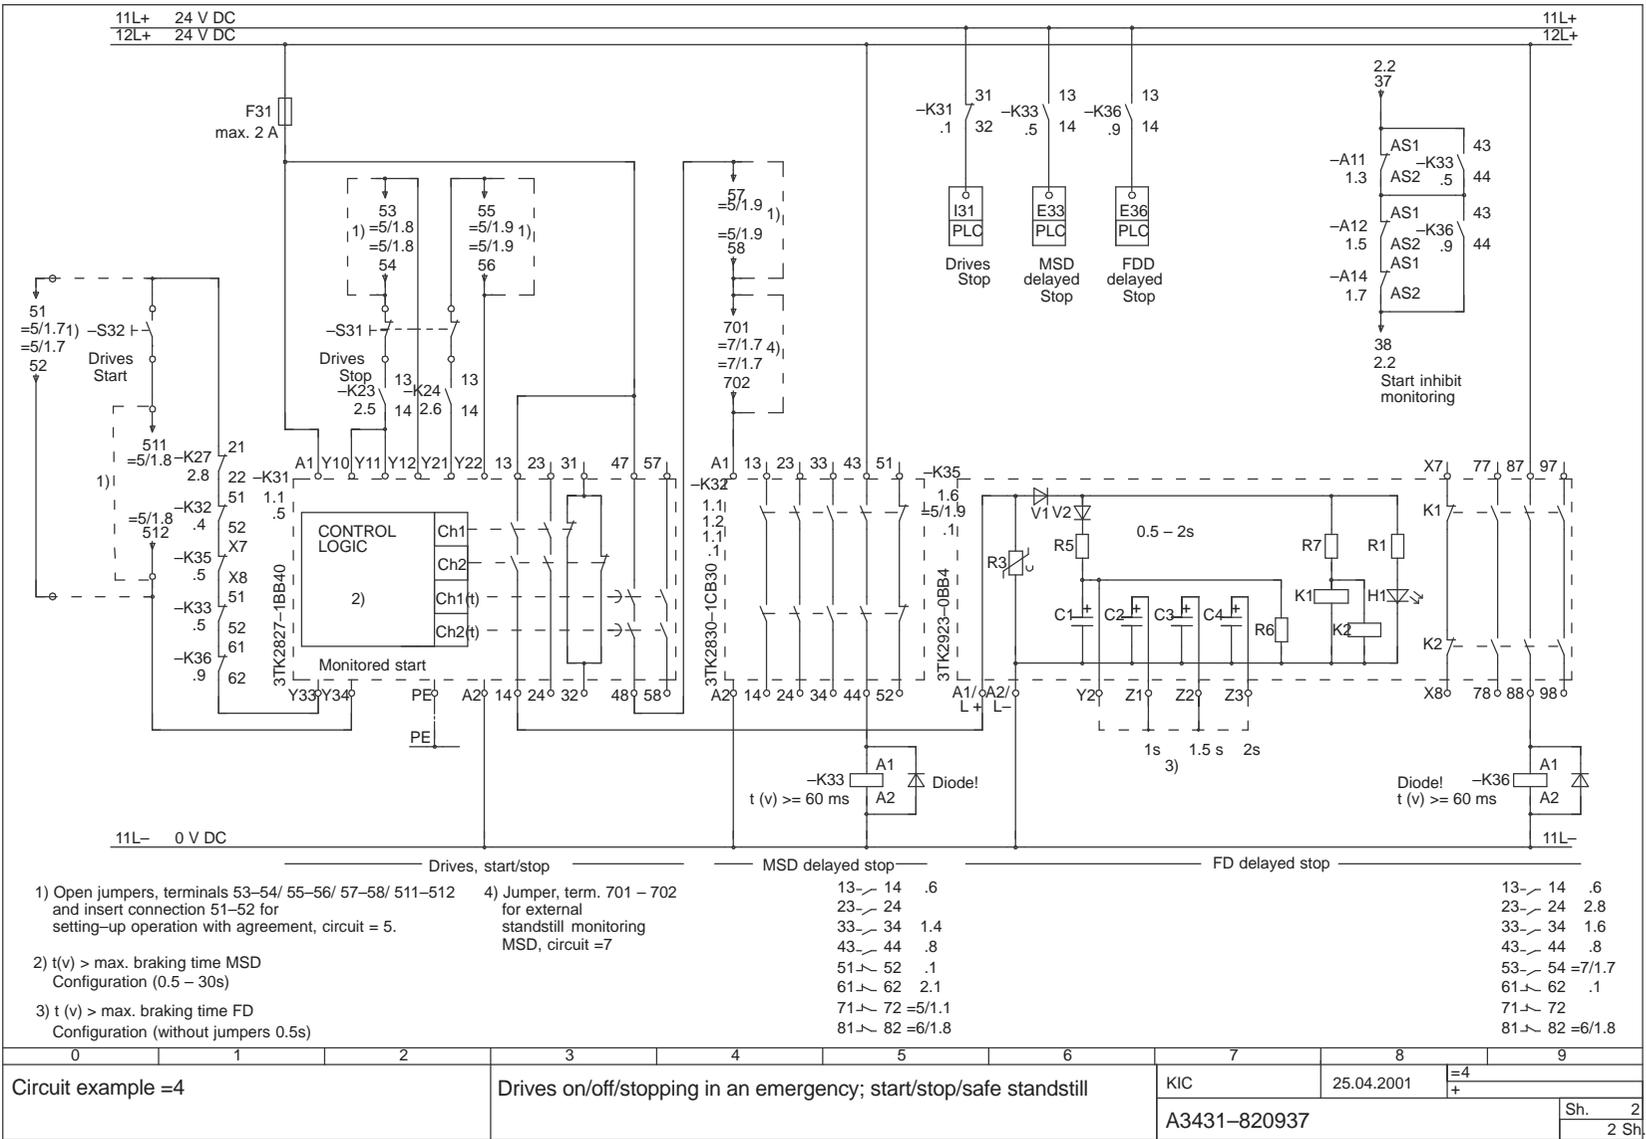 11L+ 24 V DC 11L+
12L+ 24 V DC 12L+
F31
max. 2 A
–K31
.1
31
32
–K33
.5
13
14
–K36
.9
13
14
I31
PLC
Drives
Stop
E33
PLC
MSD
delayed
Stop
E36
PLC
FDD
delayed
Stop
2.2
37
–A11
1.3
AS1
AS2
–K33
.5
43
44
–A12
1.5
AS1
AS2
–K36
.9
43
44
–A14
1.7
AS1
AS2
38
2.2
Start inhibit
monitoring
51
=5/1.7 1)
=5/1.7
52
–S32
Drives
Start
511
=5/1.8
1)
=5/1.8
512
53
1) =5/1.8
=5/1.8
54
55
=5/1.9 1)
=5/1.9
56
–S31
Drives
Stop
–K23
2.5
13
14
–K24
2.6
13
14
57
=5/1.9 1)
=5/1.9
58
701
=7/1.7 4)
=7/1.7
702
–K27
2.8
21
22
–K32
.4
51
52
–K35
.5
X7
X8
–K33
.5
51
52
–K36
.9
61
62
–K31
1.1
.5
A1 Y10 Y11 Y12 Y21 Y22 13 23 31 47 57
CONTROL
LOGIC
2)
Ch1
Ch2
Ch1(t)
Ch2(t)
Monitored start
3TK2827–1BB40
Y33 Y34 PE A2 14 24 32 48 58
PE
–K32
1.1
1.2
1.1
.1
3TK2830–1CB30
A1 13 23 33 43 51
A2 14 24 34 44 52
–K35
1.6
=5/1.9
.1
3TK2923–0BB4
X7 77 87 97
V1 V2
0.5 – 2s
R3 R5 R7 R1
K1 H1
C1 C2 C3 C4
+ + + +
R6 K2
K1
K2
A1/
L +
A2/
L–
Y2 Z1 Z2 Z3 X8 78 88 98
1s 1.5 s 2s
3)
–K33
t (v) >= 60 ms
A1
A2
Diode!
Diode!
–K36
t (v) >= 60 ms
A1
A2
11L– 0 V DC 11L–
Drives, start/stop MSD delayed stop FD delayed stop
1) Open jumpers, terminals 53–54/ 55–56/ 57–58/ 511–512
and insert connection 51–52 for
setting–up operation with agreement, circuit = 5.
2) t(v) > max. braking time MSD
Configuration (0.5 – 30s)
3) t (v) > max. braking time FD
Configuration (without jumpers 0.5s)
4) Jumper, term. 701 – 702
for external
standstill monitoring
MSD, circuit =7
13 14 .6
23 24
33 34 1.4
43 44 .8
51 52 .1
61 62 2.1
71 72 =5/1.1
81 82 =6/1.8
13 14 .6
23 24 2.8
33 34 1.6
43 44 .8
53 54 =7/1.7
61 62 .1
71 72
81 82 =6/1.8
0 1 2 3 4 5 6 7 8 9
Circuit example =4
Drives on/off/stopping in an emergency; start/stop/safe standstill
KIC
25.04.2001
=4
+
A3431–820937
Sh. 2
2 Sh.